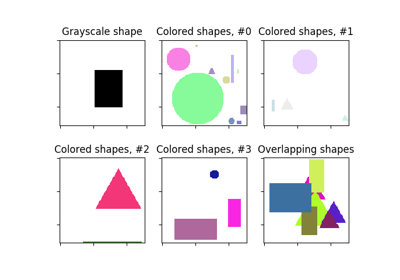 Grayscale shape
Colored shapes, #0
Colored shapes, #1
Colored shapes, #2
Colored shapes, #3
Overlapping shapes